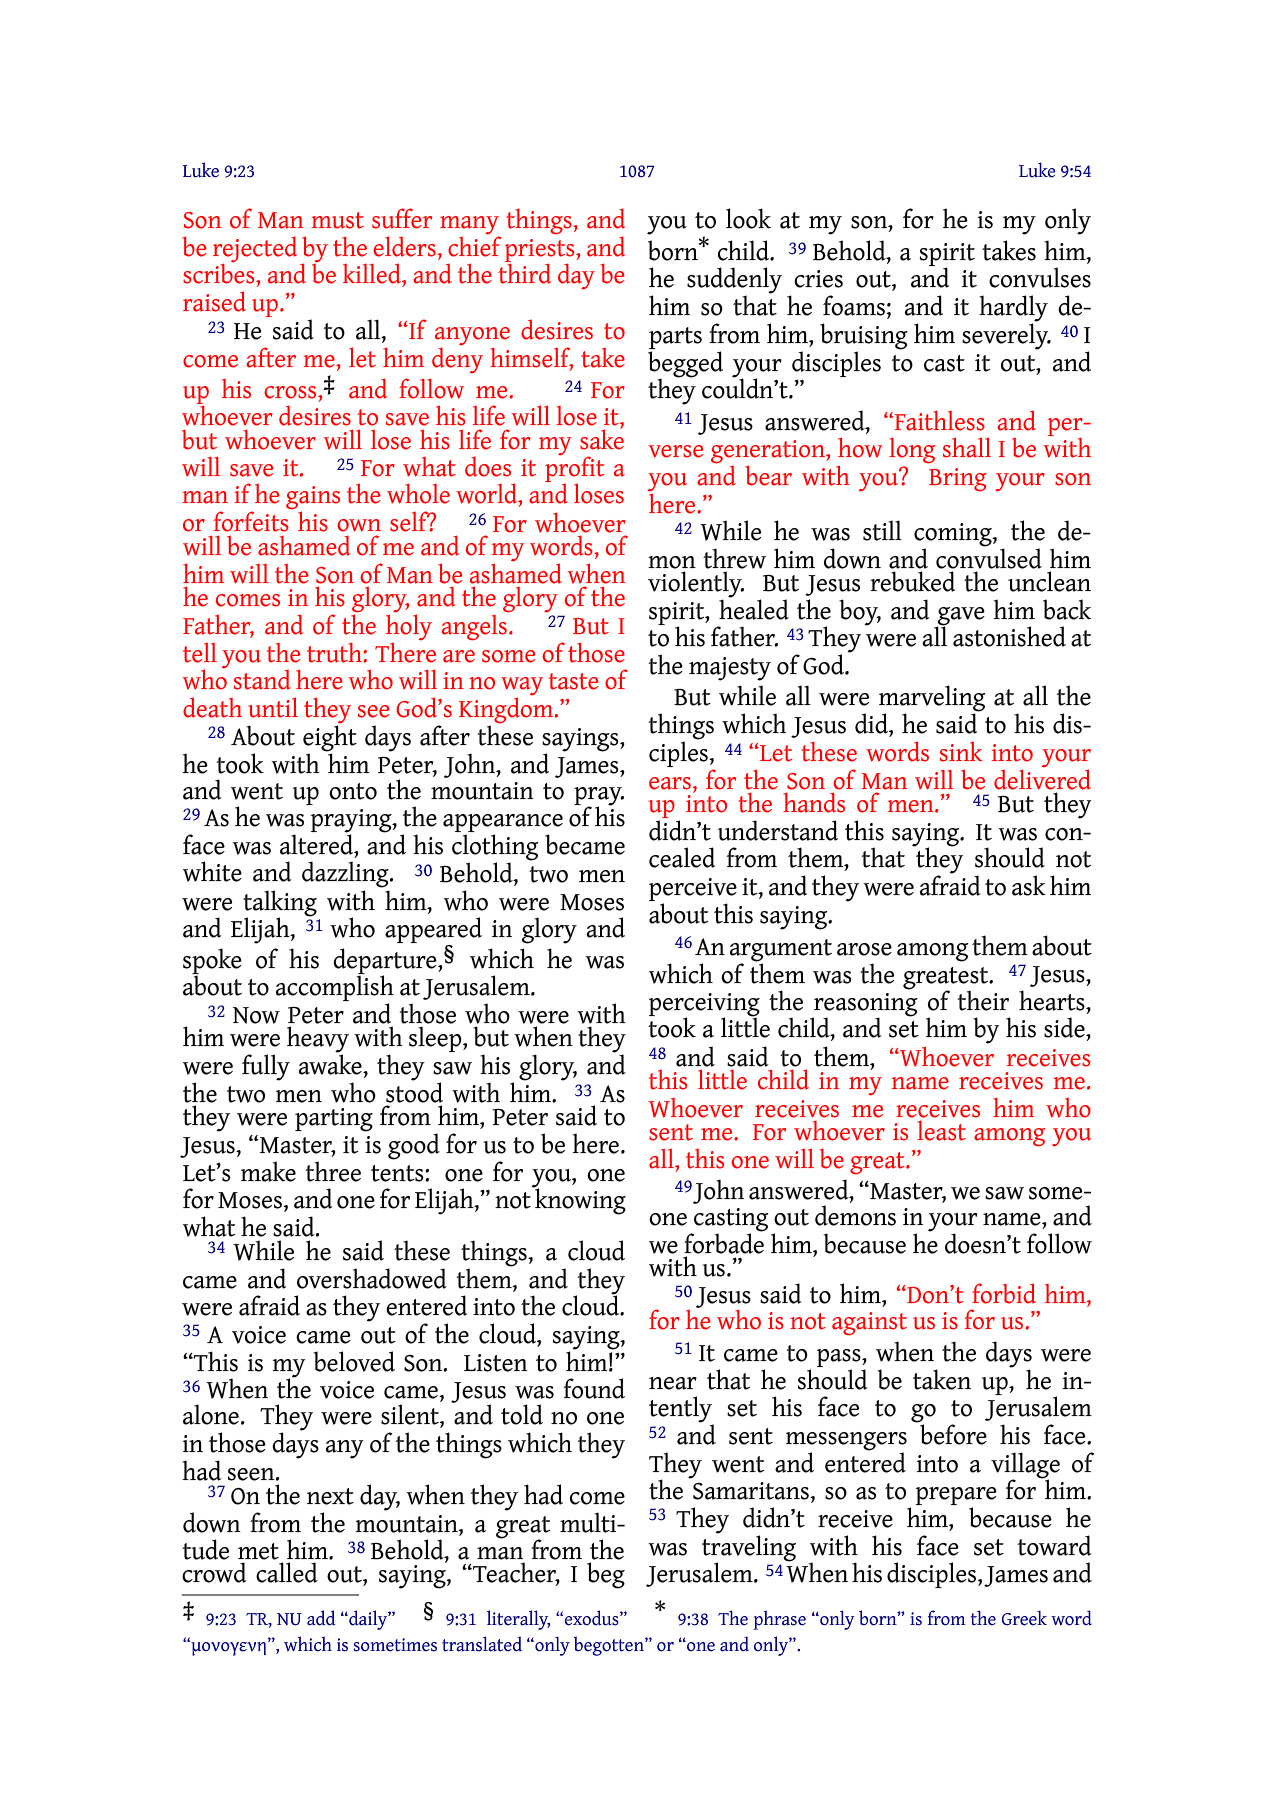 Luke 9:23
1087
Luke 9:54
Son of Man must suffer many things, and
be rejected by the elders, chief priests, and
scribes, and be killed, and the third day be
raised up.”
23 He said to all, “If anyone desires to
come after me, let him deny himself, take
up his cross,‡ and follow me. 24 For
whoever desires to save his life will lose it,
but whoever will lose his life for my sake
will save it. 25 For what does it profit a
man if he gains the whole world, and loses
or forfeits his own self? 26 For whoever
will be ashamed of me and of my words, of
him will the Son of Man be ashamed when
he comes in his glory, and the glory of the
Father, and of the holy angels. 27 But I
tell you the truth: There are some of those
who stand here who will in no way taste of
death until they see God’s Kingdom.”
28 About eight days after these sayings,
he took with him Peter, John, and James,
and went up onto the mountain to pray.
29 As he was praying, the appearance of his
face was altered, and his clothing became
white and dazzling. 30 Behold, two men
were talking with him, who were Moses
and Elijah, 31 who appeared in glory and
spoke of his departure,§ which he was
about to accomplish at Jerusalem.
32 Now Peter and those who were with
him were heavy with sleep, but when they
were fully awake, they saw his glory, and
the two men who stood with him. 33 As
they were parting from him, Peter said to
Jesus, “Master, it is good for us to be here.
Let’s make three tents: one for you, one
for Moses, and one for Elijah,” not knowing
what he said.
34 While he said these things, a cloud
came and overshadowed them, and they
were afraid as they entered into the cloud.
35 A voice came out of the cloud, saying,
“This is my beloved Son. Listen to him!”
36 When the voice came, Jesus was found
alone. They were silent, and told no one
in those days any of the things which they
had seen.
37 On the next day, when they had come
down from the mountain, a great multi-
tude met him. 38 Behold, a man from the
crowd called out, saying, “Teacher, I beg
you to look at my son, for he is my only
born* child. 39 Behold, a spirit takes him,
he suddenly cries out, and it convulses
him so that he foams; and it hardly de-
parts from him, bruising him severely. 40 I
begged your disciples to cast it out, and
they couldn’t.”
41 Jesus answered, “Faithless and per-
verse generation, how long shall I be with
you and bear with you? Bring your son
here.”
42 While he was still coming, the de-
mon threw him down and convulsed him
violently. But Jesus rebuked the unclean
spirit, healed the boy, and gave him back
to his father. 43 They were all astonished at
the majesty of God.
But while all were marveling at all the
things which Jesus did, he said to his dis-
ciples, 44 “Let these words sink into your
ears, for the Son of Man will be delivered
up into the hands of men.” 45 But they
didn’t understand this saying. It was con-
cealed from them, that they should not
perceive it, and they were afraid to ask him
about this saying.
46 An argument arose among them about
which of them was the greatest. 47 Jesus,
perceiving the reasoning of their hearts,
took a little child, and set him by his side,
48 and said to them, “Whoever receives
this little child in my name receives me.
Whoever receives me receives him who
sent me. For whoever is least among you
all, this one will be great.”
49 John answered, “Master, we saw some-
one casting out demons in your name, and
we forbade him, because he doesn’t follow
with us.”
50 Jesus said to him, “Don’t forbid him,
for he who is not against us is for us.”
51 It came to pass, when the days were
near that he should be taken up, he in-
tently set his face to go to Jerusalem
52 and sent messengers before his face.
They went and entered into a village of
the Samaritans, so as to prepare for him.
53 They didn’t receive him, because he
was traveling with his face set toward
Jerusalem. 54 When his disciples, James and
‡ 9:23 TR, NU add “daily” § 9:31 literally, “exodus” * 9:38 The phrase “only born” is from the Greek word
“μονογενη”, which is sometimes translated “only begotten” or “one and only”.